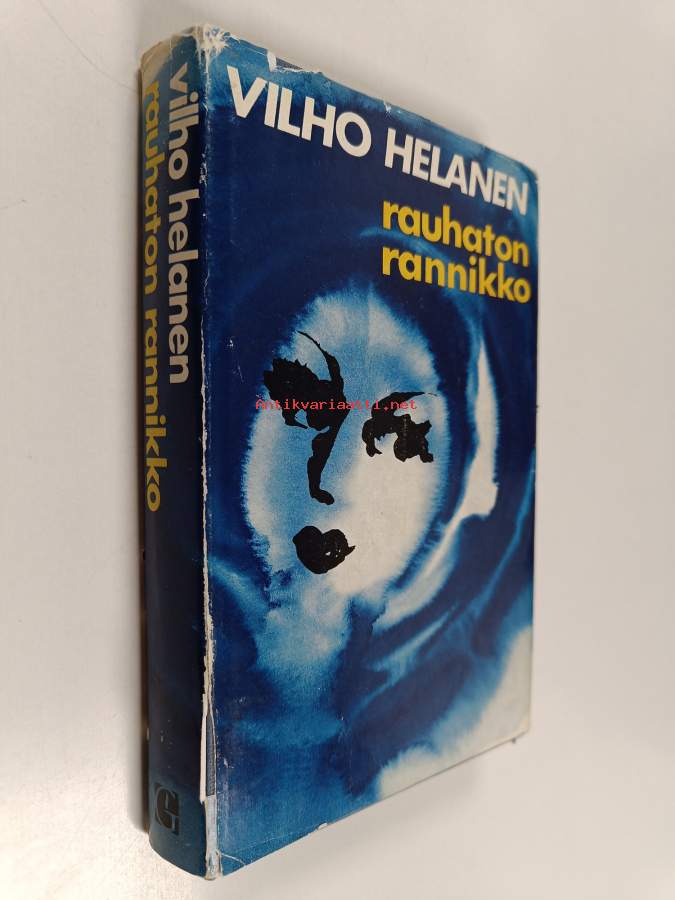 vilho helanen
rauhaton rannikko
VILHO HELANEN
rauhaton
rannikko
Antikvariaatti.net
G